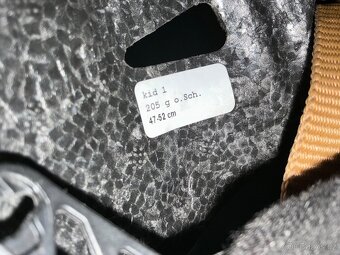 kid 1
205 g o.Sch.
47-52 cm